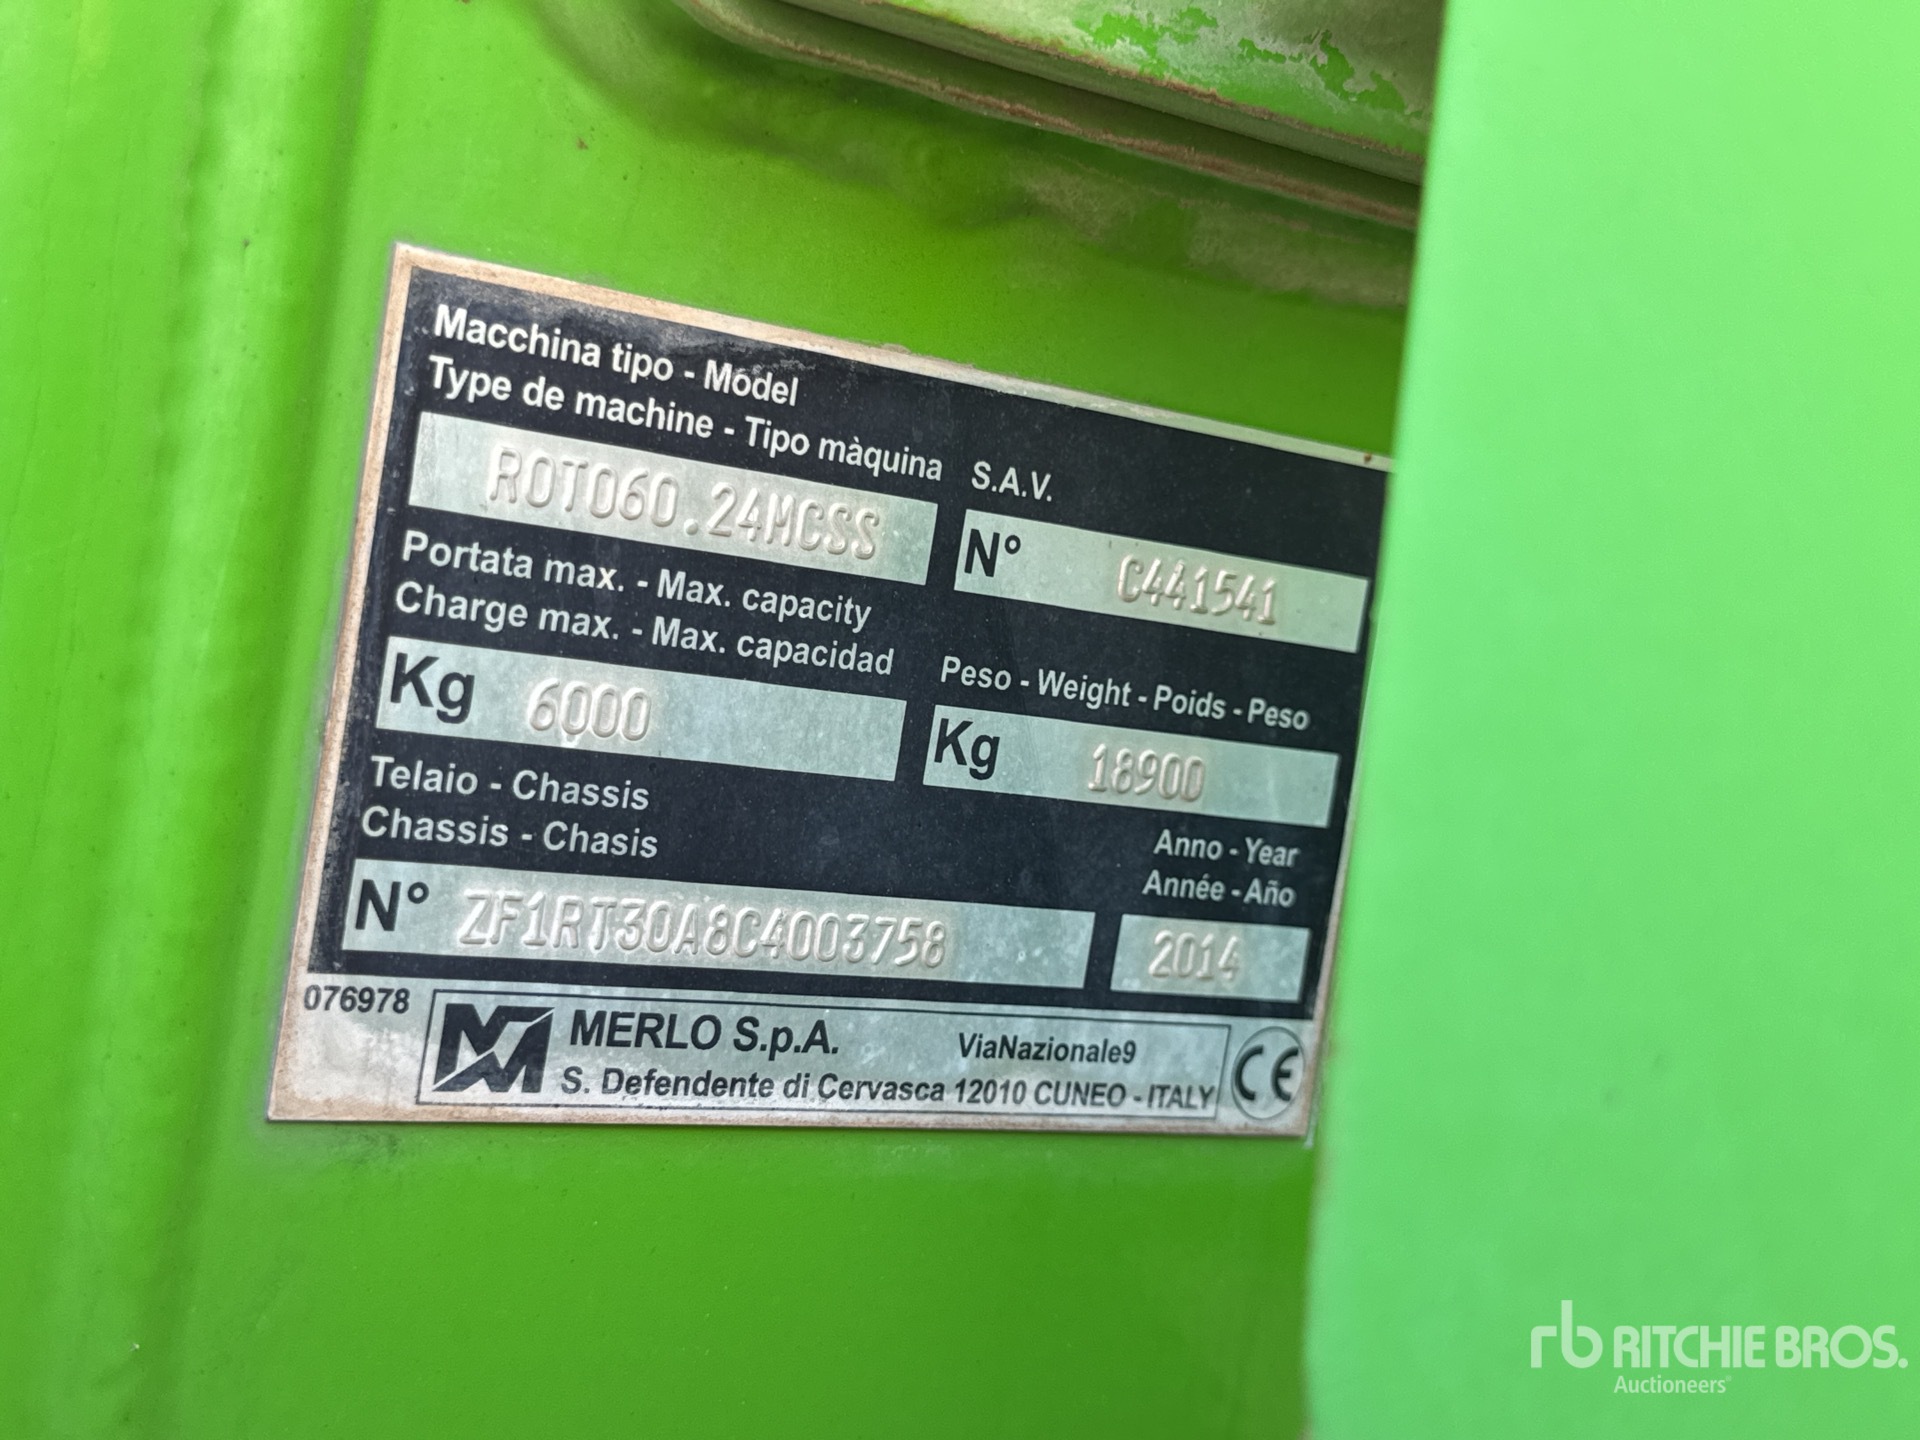 Macchina tipo - Model
Type de machine - Tipo màquina
S.A.V.
ROTO60.24MCSS
N° C441541
Portata max. - Max. capacity
Charge max. - Max. capacidad
Peso - Weight - Poids - Peso
Kg 6000
Kg 18900
Telaio - Chassis
Chassis - Chasis
Anno - Year
Année - Año
N° ZF1RT30A8C4003758
2014
076978
MERLO S.p.A.
ViaNazionale9
S. Defendente di Cervasca 12010 CUNEO - ITALY
CE
rb RITCHIE BROS.
Auctioneers